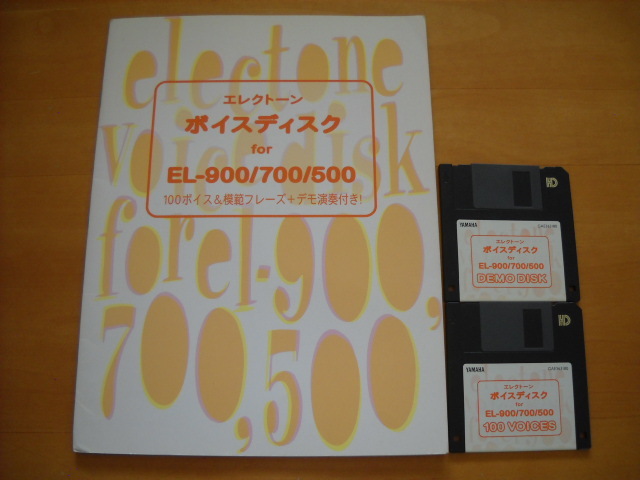 electone
voice disk
for el-900,
700,500
エレクトーン
ボイスディスク
for
EL-900/700/500
100ボイス&模範フレーズ+デモ演奏付き!
HD
YAMAHA
エレクトーン
ボイスディスク
for
EL-900/700/500
DEMO DISK
HD
YAMAHA
エレクトーン
ボイスディスク
for
EL-900/700/500
100 VOICES